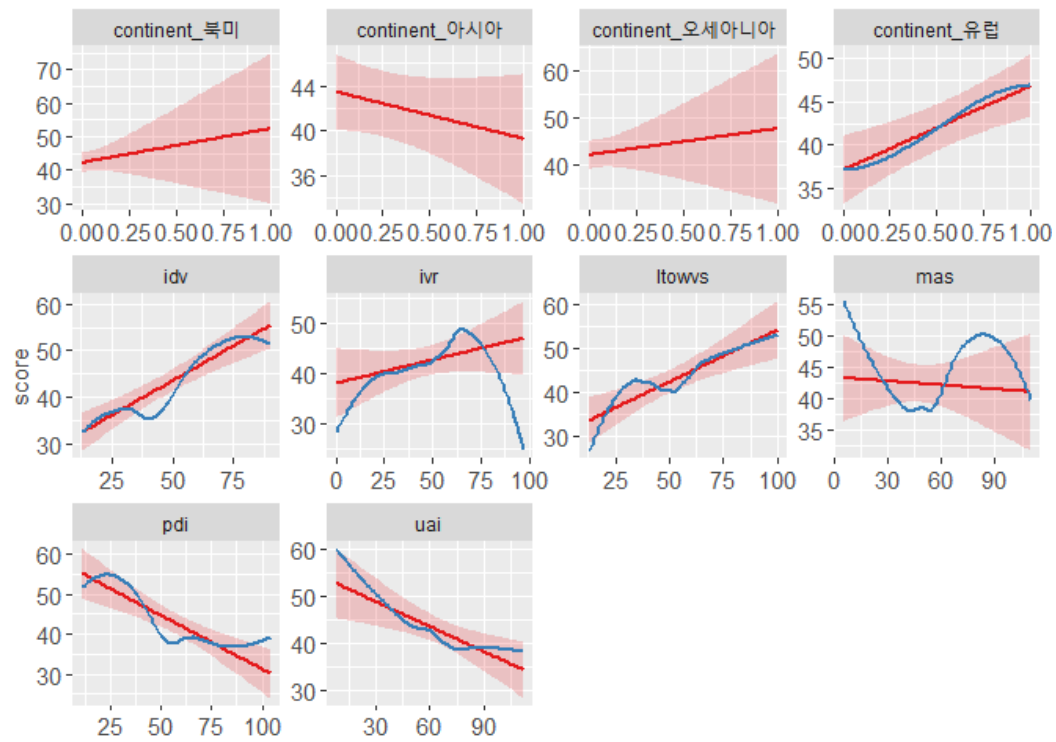 continent_북미 continent_아시아 continent_오세아니아 continent_유럽
70 60 50 40 30
44 40 36
60 50 40
50 45 40 35
0.00 0.25 0.50 0.75 1.00 0.00 0.25 0.50 0.75 1.00 0.00 0.25 0.50 0.75 1.00 0.00 0.25 0.50 0.75 1.00
idv ivr ltowvs mas
score
60 50 40 30
50 40 30
60 50 40 30
55 50 45 40 35
25 50 75 0 25 50 75 100 25 50 75 100 0 30 60 90
pdi uai
60 50 40 30
60 50 40 30
25 50 75 100 30 60 90